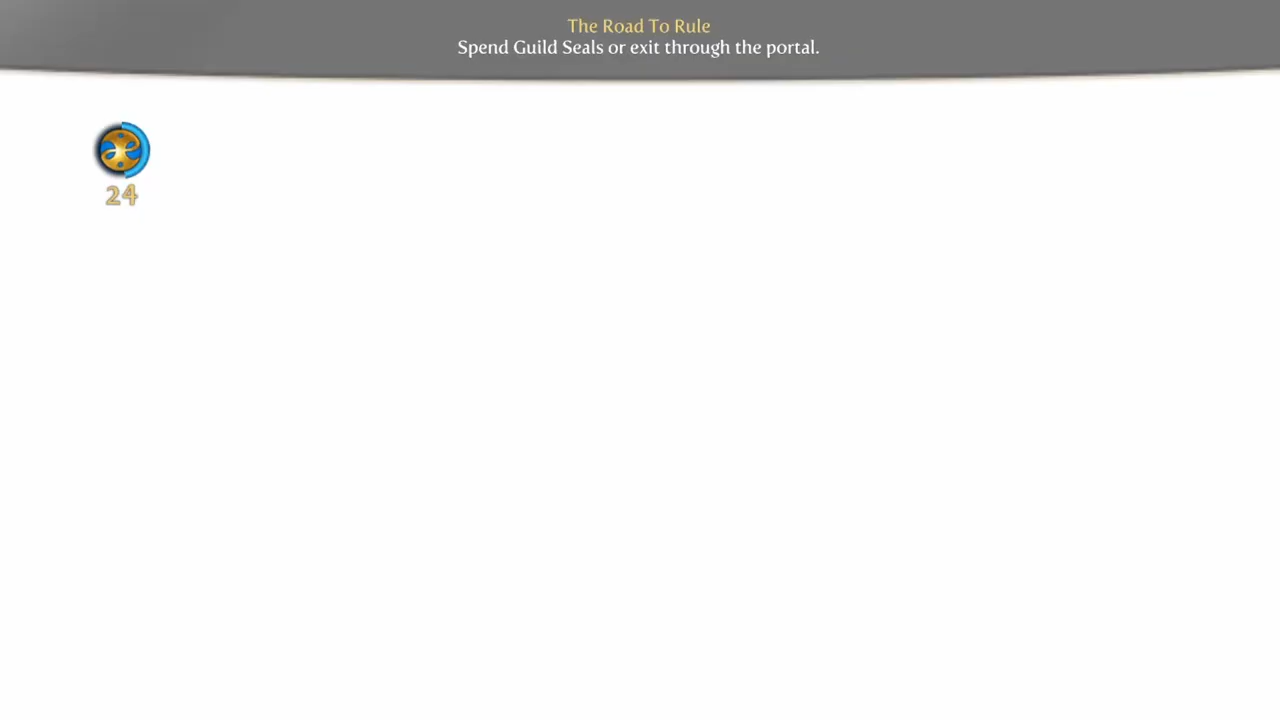 The Road To Rule
Spend Guild Seals or exit through the portal.
24